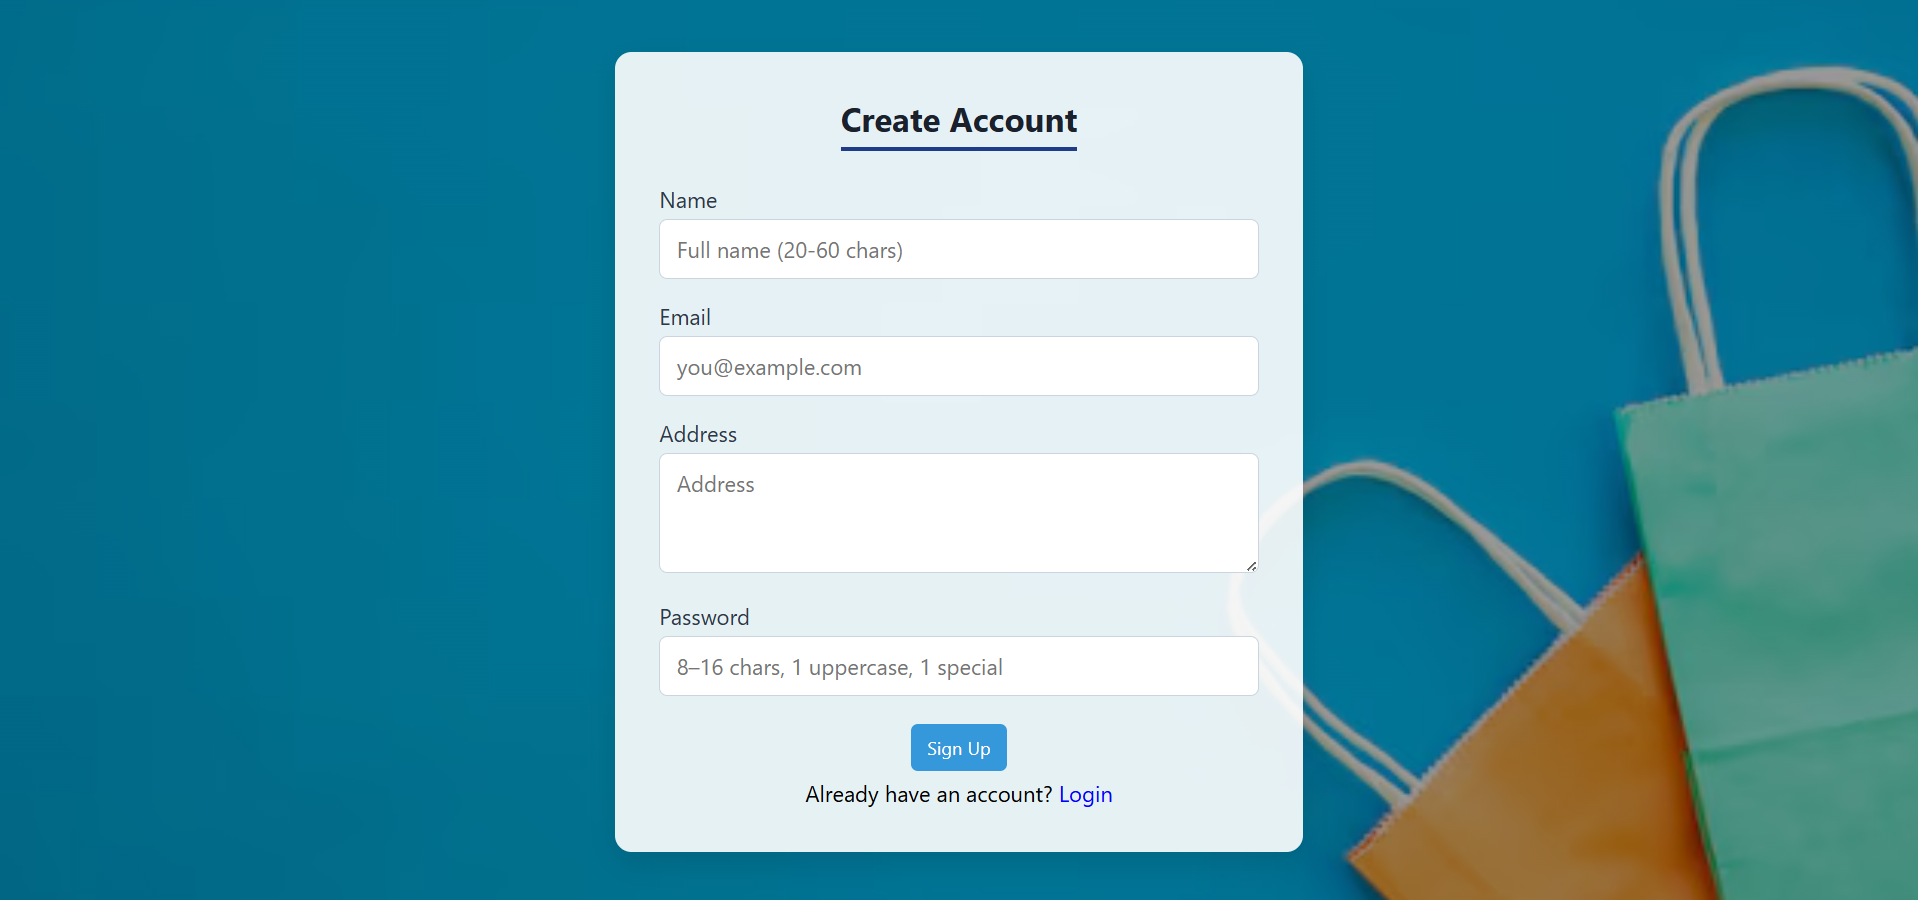 Create Account
Name
Full name (20-60 chars)
Email
you@example.com
Address
Address
Password
8–16 chars, 1 uppercase, 1 special
Sign Up
Already have an account? Login